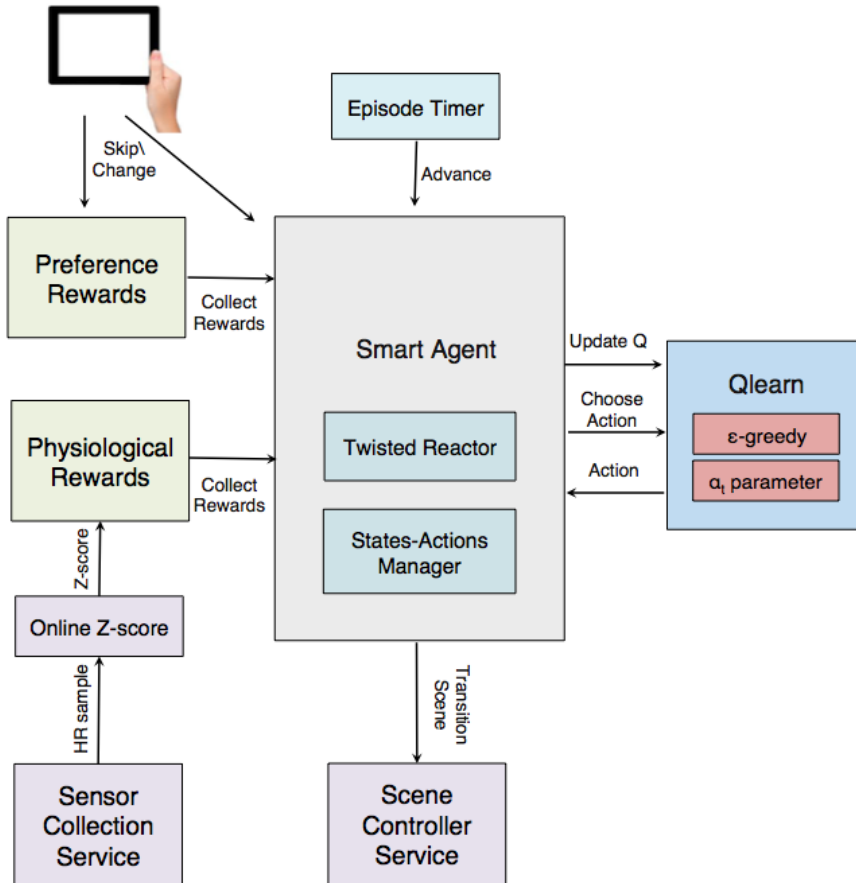 Episode Timer
Skip\
Change
Advance
Preference
Rewards
Collect
Rewards
Smart Agent
Update Q
Qlearn
Choose
Action
ε-greedy
Action
αt parameter
Twisted Reactor
Physiological
Rewards
Collect
Rewards
States-Actions
Manager
Z-score
Online Z-score
HR sample
Transition
Scene
Sensor
Collection
Service
Scene
Controller
Service